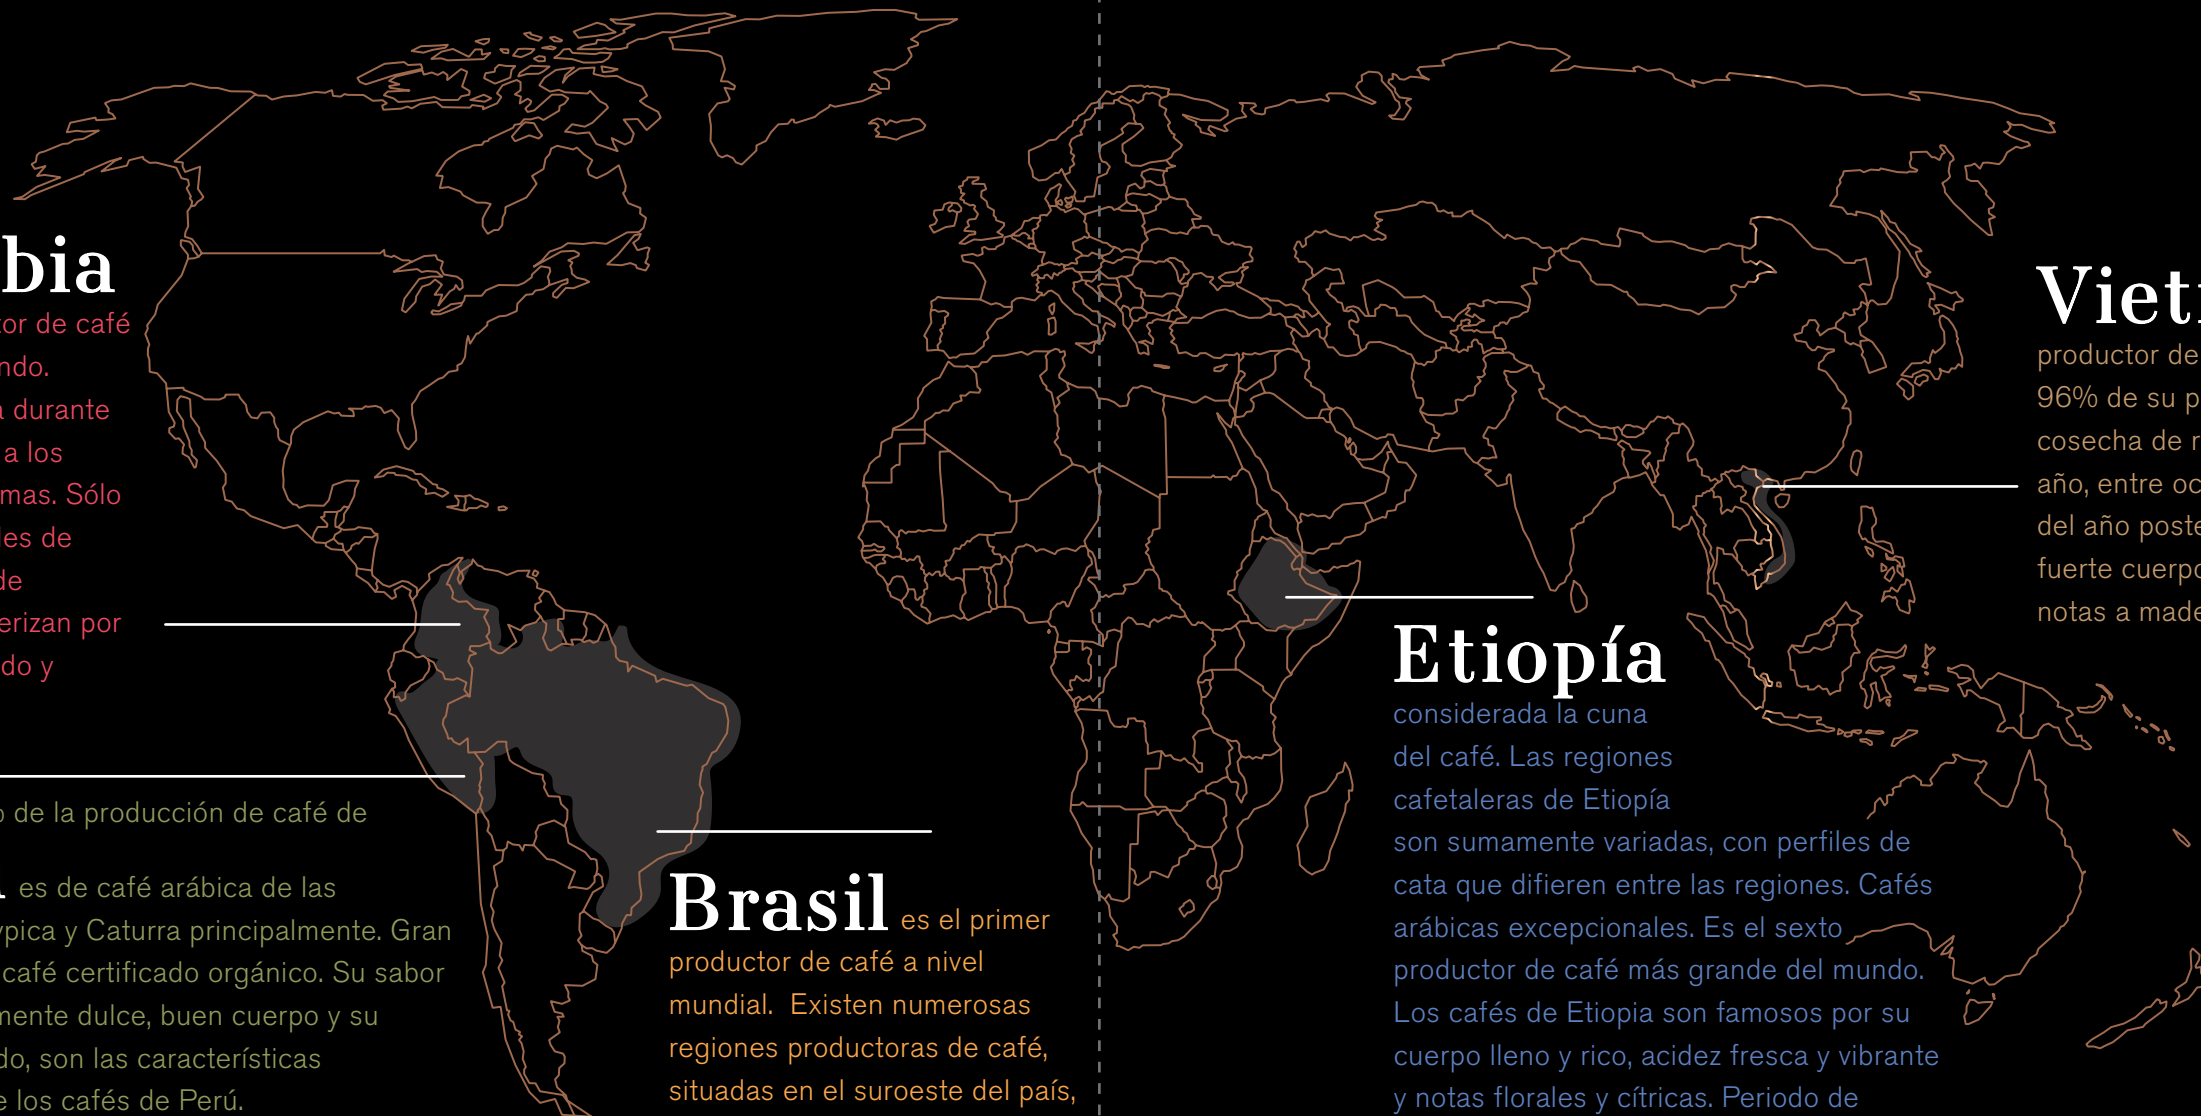 bia
tor de café
ndo.
a durante
a los
mas. Sólo
les de
de
erizan por
do y
de la producción de café de
es de café arábica de las
ypica y Caturra principalmente. Gran
café certificado orgánico. Su sabor
mente dulce, buen cuerpo y su
do, son las características
e los cafés de Perú.
Brasil es el primer
productor de café a nivel
mundial. Existen numerosas
regiones productoras de café,
situadas en el suroeste del país,
Etiopía
considerada la cuna
del café. Las regiones
cafetaleras de Etiopía
son sumamente variadas, con perfiles de
cata que difieren entre las regiones. Cafés
arábicas excepcionales. Es el sexto
productor de café más grande del mundo.
Los cafés de Etiopia son famosos por su
cuerpo lleno y rico, acidez fresca y vibrante
y notas florales y cítricas. Periodo de
Viet
productor de
96% de su p
cosecha de r
año, entre oc
del año poste
fuerte cuerpo
notas a made